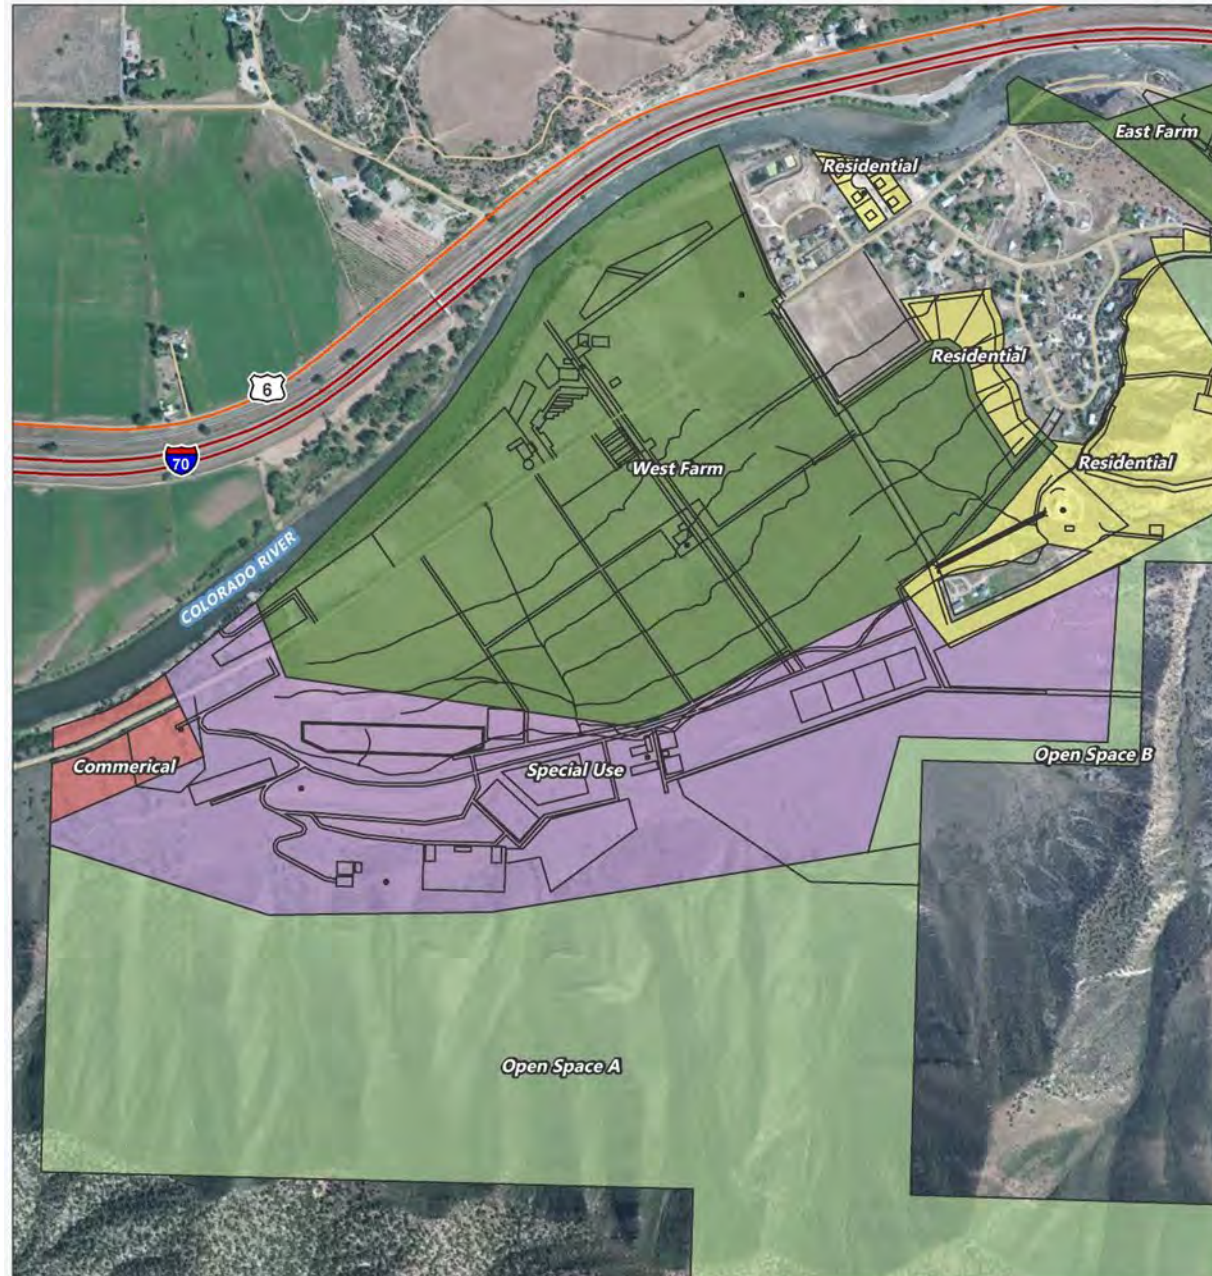 East Farm
Residential
Residential
6
70
West Farm
Residential
COLORADO RIVER
Open Space B
Commerical
Special Use
Open Space A